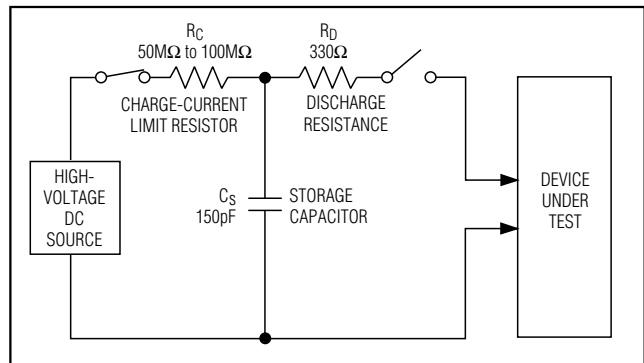 R_C
50MΩ to 100MΩ
CHARGE-CURRENT
LIMIT RESISTOR
R_D
330Ω
DISCHARGE
RESISTANCE
HIGH-
VOLTAGE
DC
SOURCE
C_S
150pF
STORAGE
CAPACITOR
DEVICE
UNDER
TEST